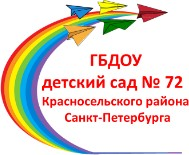 ГБДОУ
детский сад № 72
Красносельского района
Санкт-Петербурга